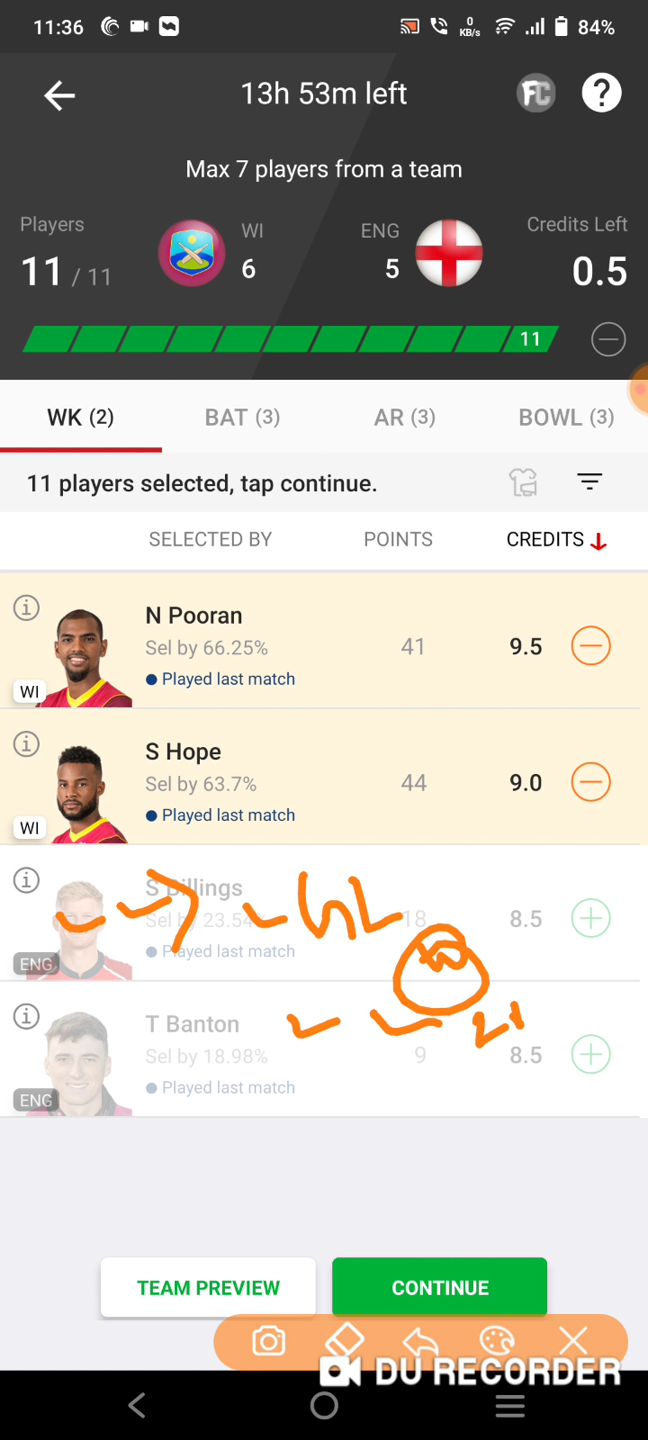 11:36 0 KB/s 84%
13h 53m left FC ?
Max 7 players from a team
Players WI ENG Credits Left
11 / 11 6 5 0.5
11
WK (2) BAT (3) AR (3) BOWL (3)
11 players selected, tap continue.
SELECTED BY POINTS CREDITS
N Pooran
Sel by 66.25% 41 9.5
Played last match
WI
S Hope
Sel by 63.7% 44 9.0
Played last match
WI
S Billings
Sel by 23.54% 18 8.5
Played last match
ENG
T Banton
Sel by 18.98% 9 8.5
Played last match
ENG
TEAM PREVIEW CONTINUE
DU RECORDER